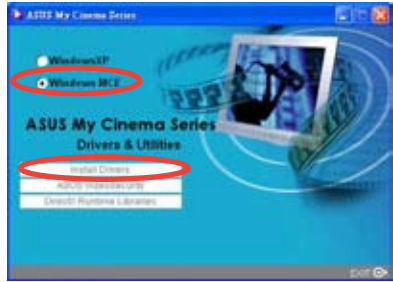 ASUS My Cinema Series
WindowsXP
Windows MCE
ASUS My Cinema Series
Drivers & Utilities
Install Drivers
ASUS VideoSecurity
DirectX Runtime Libraries
Exit